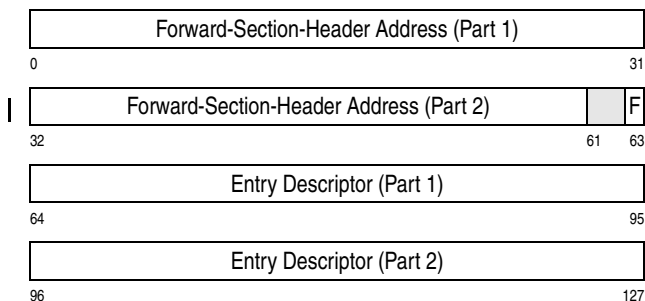 Forward-Section-Header Address (Part 1)
0 31
Forward-Section-Header Address (Part 2) F
32 61 63
Entry Descriptor (Part 1)
64 95
Entry Descriptor (Part 2)
96 127